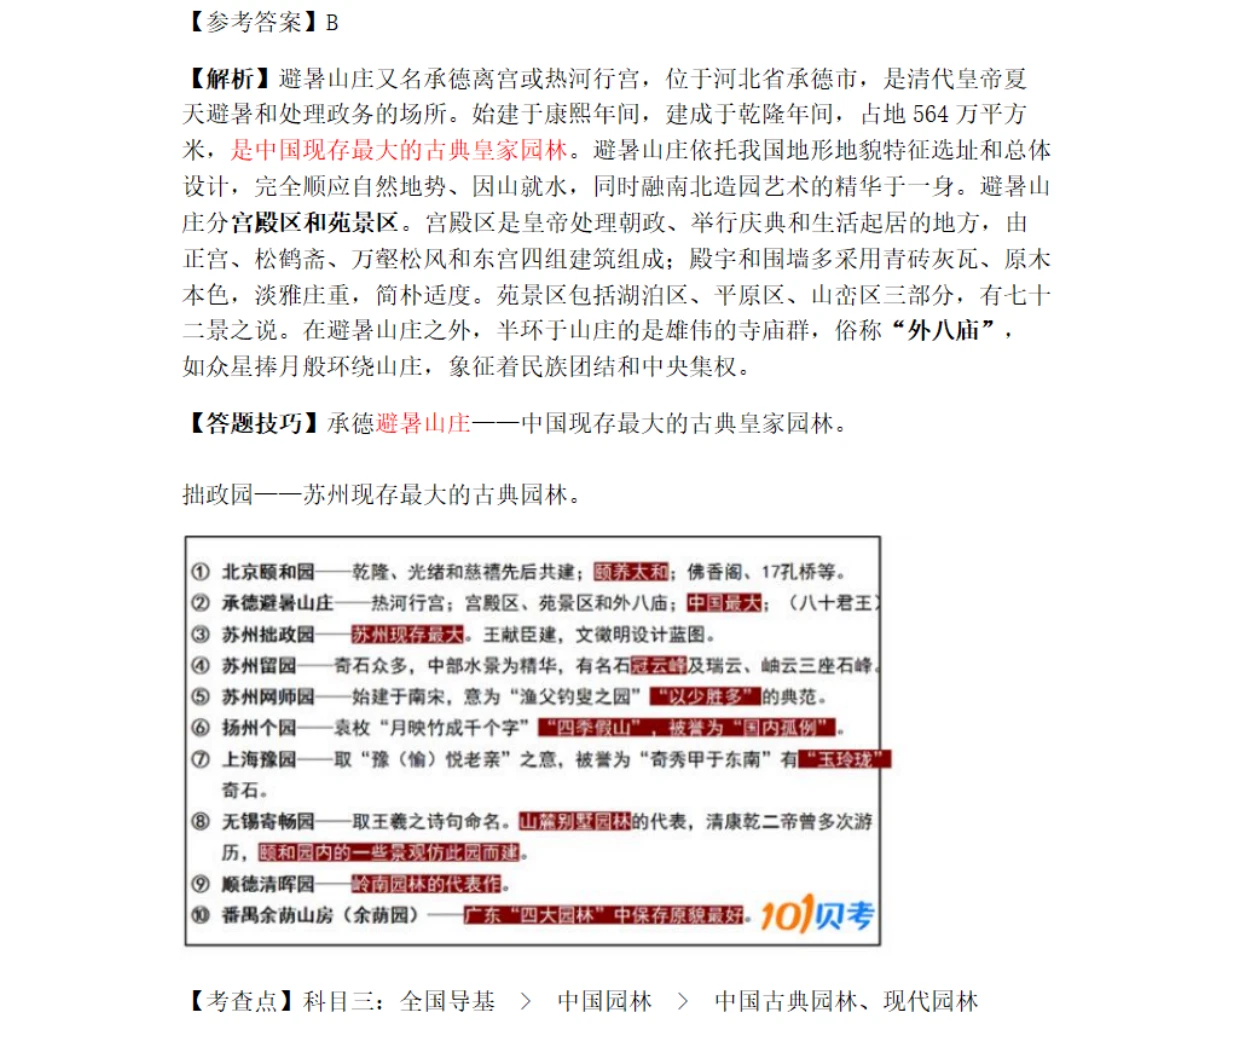 【参考答案】B
【解析】避暑山庄又名承德离宫或热河行宫，位于河北省承德市，是清代皇帝夏
天避暑和处理政务的场所。始建于康熙年间，建成于乾隆年间，占地 564 万平方
米，是中国现存最大的古典皇家园林。避暑山庄依托我国地形地貌特征选址和总体
设计，完全顺应自然地势、因山就水，同时融南北造园艺术的精华于一身。避暑山
庄分宫殿区和苑景区。宫殿区是皇帝处理朝政、举行庆典和生活起居的地方，由
正宫、松鹤斋、万壑松风和东宫四组建筑组成；殿宇和围墙多采用青砖灰瓦、原木
本色，淡雅庄重，简朴适度。苑景区包括湖泊区、平原区、山峦区三部分，有七十
二景之说。在避暑山庄之外，半环于山庄的是雄伟的寺庙群，俗称“外八庙”，
如众星捧月般环绕山庄，象征着民族团结和中央集权。
【答题技巧】承德避暑山庄——中国现存最大的古典皇家园林。
拙政园——苏州现存最大的古典园林。
① 北京颐和园——乾隆、光绪和慈禧先后共建；颐养太和；佛香阁、17孔桥等。
② 承德避暑山庄——热河行宫；宫殿区、苑景区和外八庙；中国最大；（八十君王）
③ 苏州拙政园——苏州现存最大。王献臣建，文徵明设计蓝图。
④ 苏州留园——奇石众多，中部水景为精华，有名石冠云峰及瑞云、岫云三座石峰。
⑤ 苏州网师园——始建于南宋，意为“渔父钓叟之园”“以少胜多”的典范。
⑥ 扬州个园——袁枚“月映竹成千个字”“四季假山”，被誉为“国内孤例”。
⑦ 上海豫园——取“豫（愉）悦老亲”之意，被誉为“奇秀甲于东南”有“玉玲珑”
奇石。
⑧ 无锡寄畅园——取王羲之诗句命名。山麓别墅园林的代表，清康乾二帝曾多次游
历，颐和园内的一些景观仿此园而建。
⑨ 顺德清晖园——岭南园林的代表作。
⑩ 番禺余荫山房（余荫园）——广东“四大园林”中保存原貌最好。
101贝考
【考查点】科目三：全国导基 > 中国园林 > 中国古典园林、现代园林